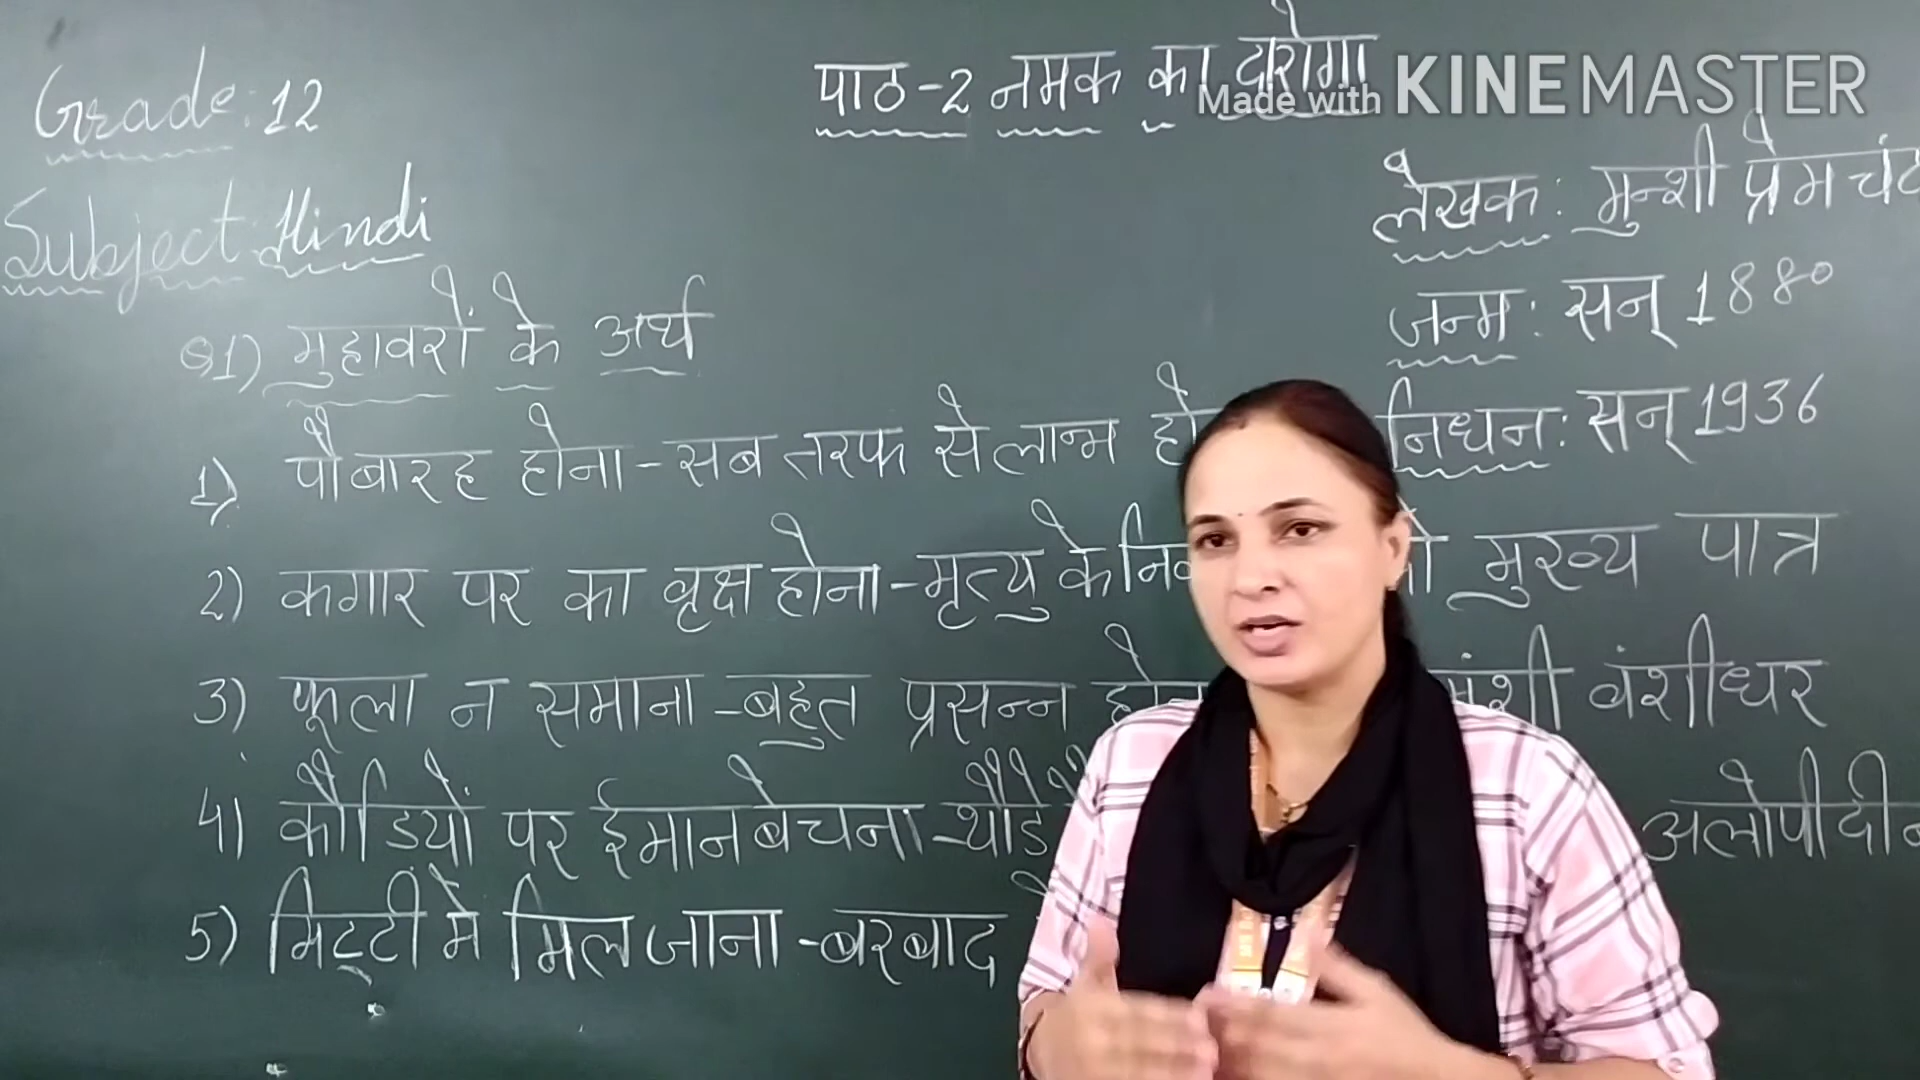 Grade: 12
पाठ-2 नमक का दारोगा
Made with KINEMASTER
Subject: Hindi
लेखक: मुन्शी प्रेमचंद
जन्म: सन् 1880
Q1) मुहावरों के अर्थ
निधन: सन् 1936
1) पौबारह होना - सब तरफ से लाभ
2) कगार पर का वृक्ष होना - मृत्यु के
मुख्य पात्र
3) फूला न समाना - बहुत प्रसन्न
मुंशी वंशीधर
4) कौडियों पर ईमान बेचना - थौडे
अलोपीदीन
5) मिट्टी में मिल जाना - बरबाद